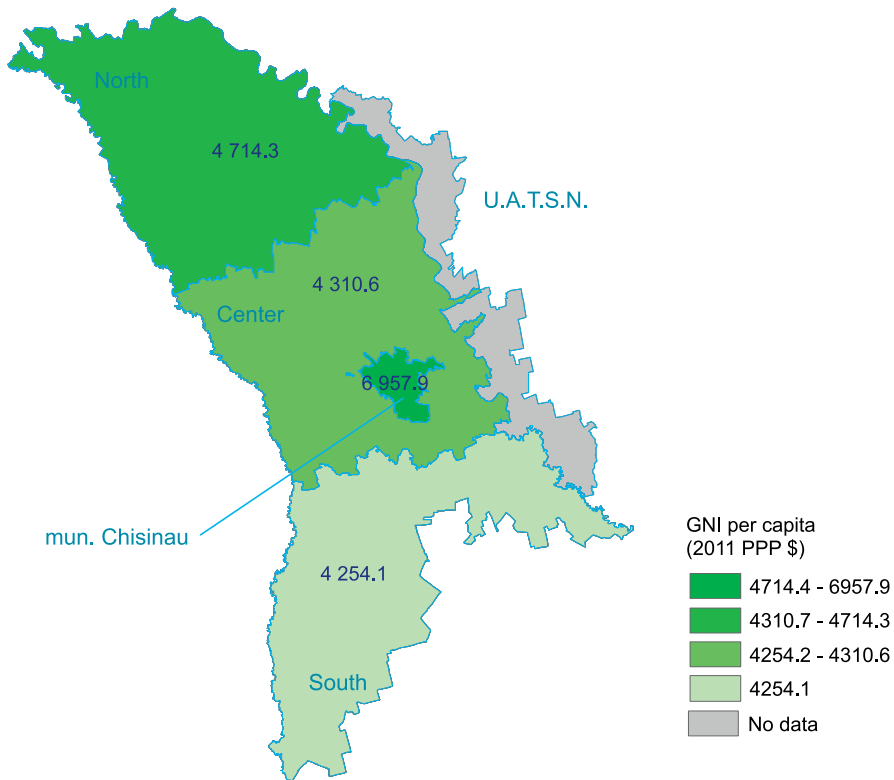 North
4 714.3
U.A.T.S.N.
4 310.6
Center
6 957.9
mun. Chisinau
4 254.1
South
GNI per capita
(2011 PPP $)
4714.4 - 6957.9
4310.7 - 4714.3
4254.2 - 4310.6
4254.1
No data